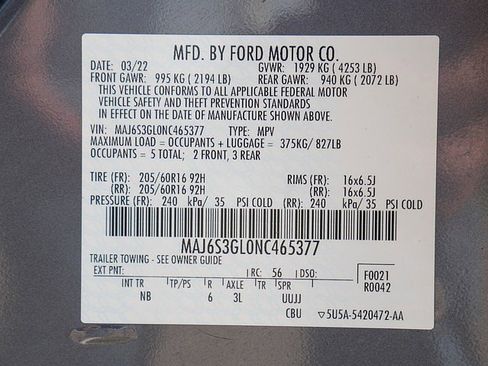 MFD. BY FORD MOTOR CO.
DATE: 03/22 GVWR: 1929 KG ( 4253 LB)
FRONT GAWR: 995 KG ( 2194 LB) REAR GAWR: 940 KG ( 2072 LB)
THIS VEHICLE CONFORMS TO ALL APPLICABLE FEDERAL MOTOR
VEHICLE SAFETY AND THEFT PREVENTION STANDARDS
IN EFFECT ON THE DATE OF MANUFACTURE SHOWN ABOVE.
VIN: MAJ6S3GL0NC465377 TYPE: MPV
MAXIMUM LOAD = OCCUPANTS + LUGGAGE = 375KG/ 827LB
OCCUPANTS = 5 TOTAL; 2 FRONT, 3 REAR
TIRE (FR): 205/60R16 92H RIMS (FR): 16x6.5J
(RR): 205/60R16 92H (RR): 16x6.5J
PRESSURE (FR): 240 kPa/ 35 PSI COLD (RR): 240 kPa/ 35 PSI COLD
MAJ6S3GL0NC465377
TRAILER TOWING - SEE OWNER GUIDE
EXT PNT: RC: 56 DSO: F0021
R0042
INT TR TP/PS R AXLE TR SPR
NB 6 3L UUJJ
CBU ▽5U5A-5420472-AA